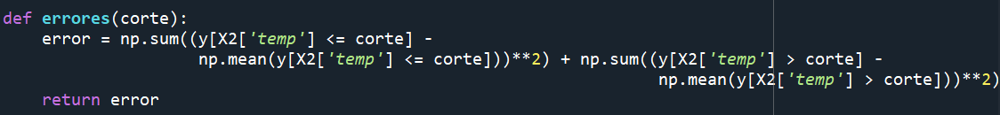 def errores(corte):
    error = np.sum((y[X2['temp'] <= corte] -
                    np.mean(y[X2['temp'] <= corte]))**2) + np.sum((y[X2['temp'] > corte] -
                                                                   np.mean(y[X2['temp'] > corte]))**2)
    return error